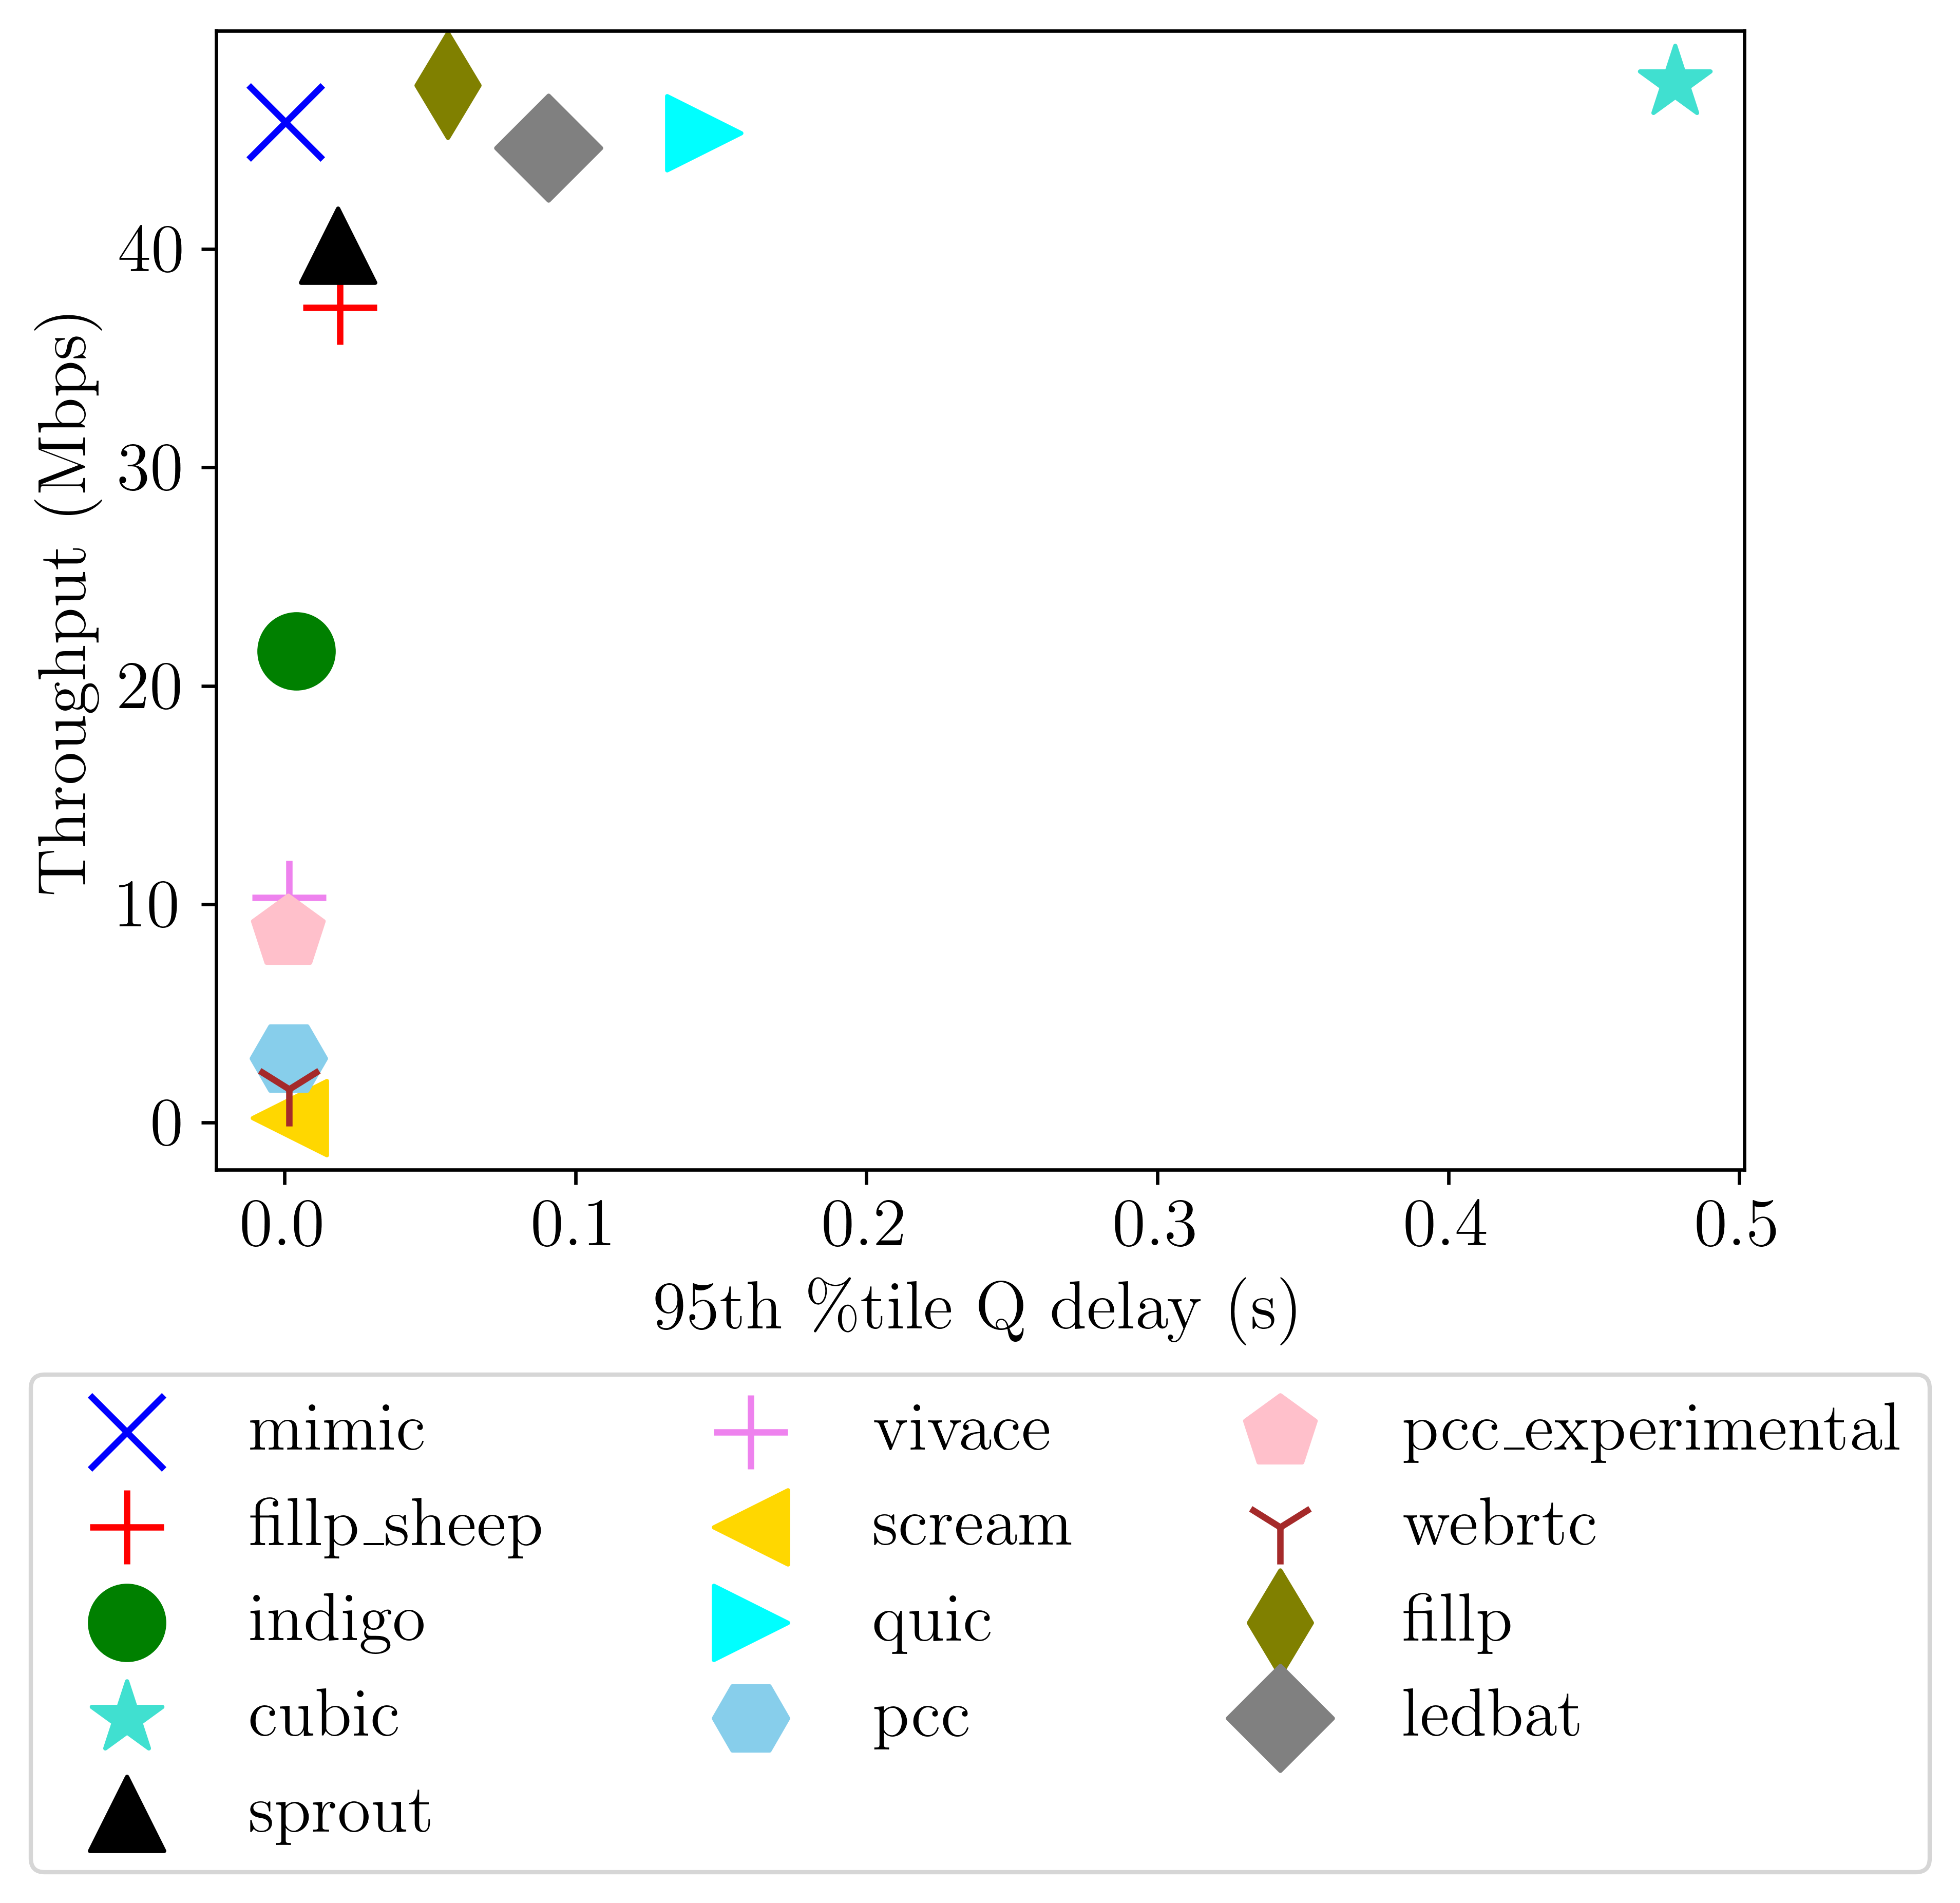 Throughput (Mbps)
40
30
20
10
0
0.0 0.1 0.2 0.3 0.4 0.5
95th %tile Q delay (s)
mimic vivace pcc_experimental
fillp_sheep scream webrtc
indigo quic fillp
cubic pcc ledbat
sprout